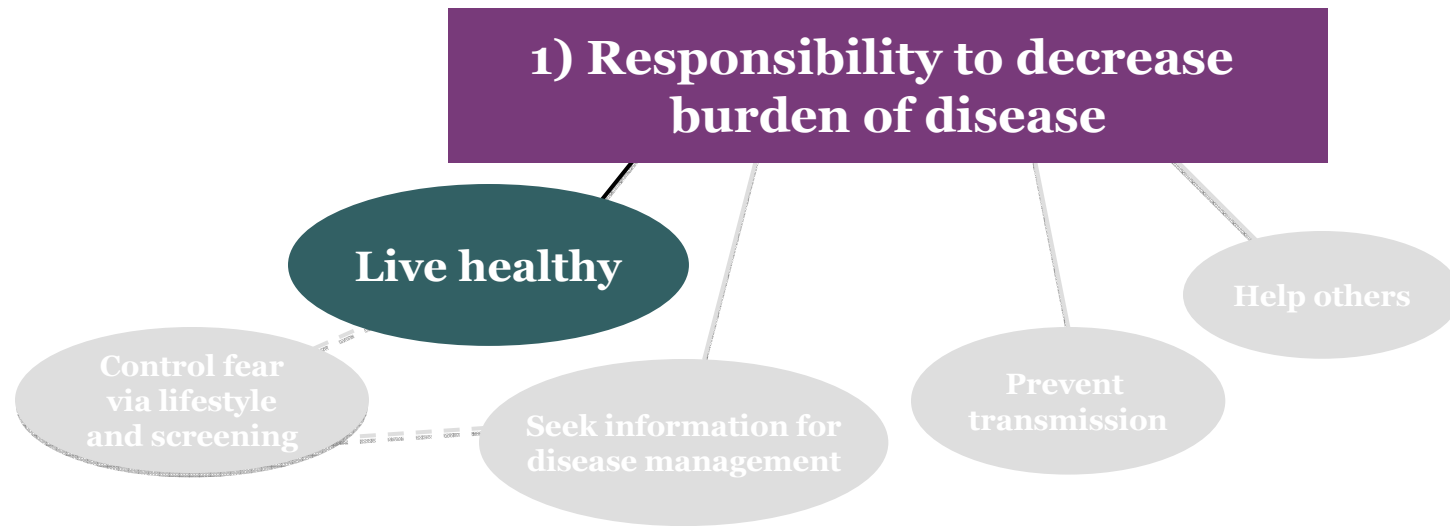 1) Responsibility to decrease
burden of disease
Live healthy
Help others
Control fear
via lifestyle
and screening
Prevent
transmission
Seek information for
disease management